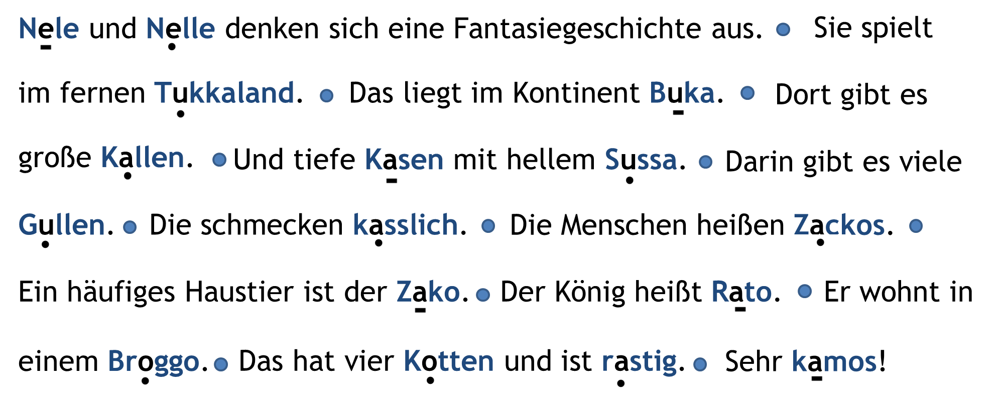 Nele und Nelle denken sich eine Fantasiegeschichte aus. Sie spielt
im fernen Tukkaland. Das liegt im Kontinent Buka. Dort gibt es
große Kallen. Und tiefe Kasen mit hellem Sussa. Darin gibt es viele
Gullen. Die schmecken kasslich. Die Menschen heißen Zackos.
Ein häufiges Haustier ist der Zako. Der König heißt Rato. Er wohnt in
einem Broggo. Das hat vier Kotten und ist rastig. Sehr kamos!